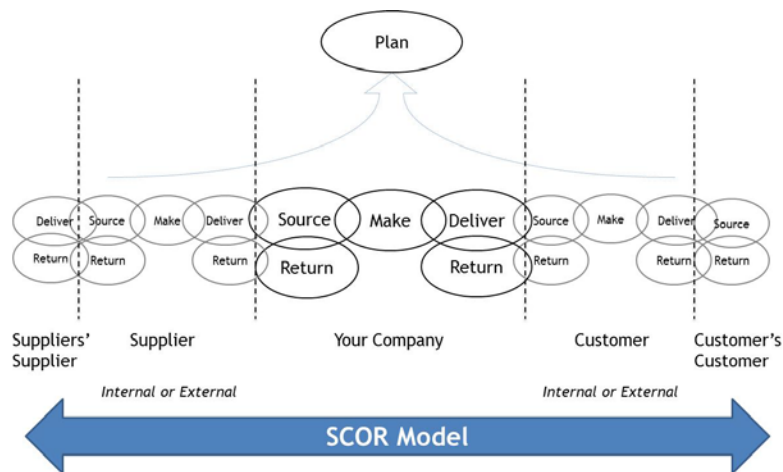 Plan
Deliver Source Make Deliver Source Make Deliver Source Make Deliver Source
Return Return Return Return Return Return Return Return
Suppliers' Supplier Your Company Customer Customer's
Supplier Customer
Internal or External Internal or External
SCOR Model